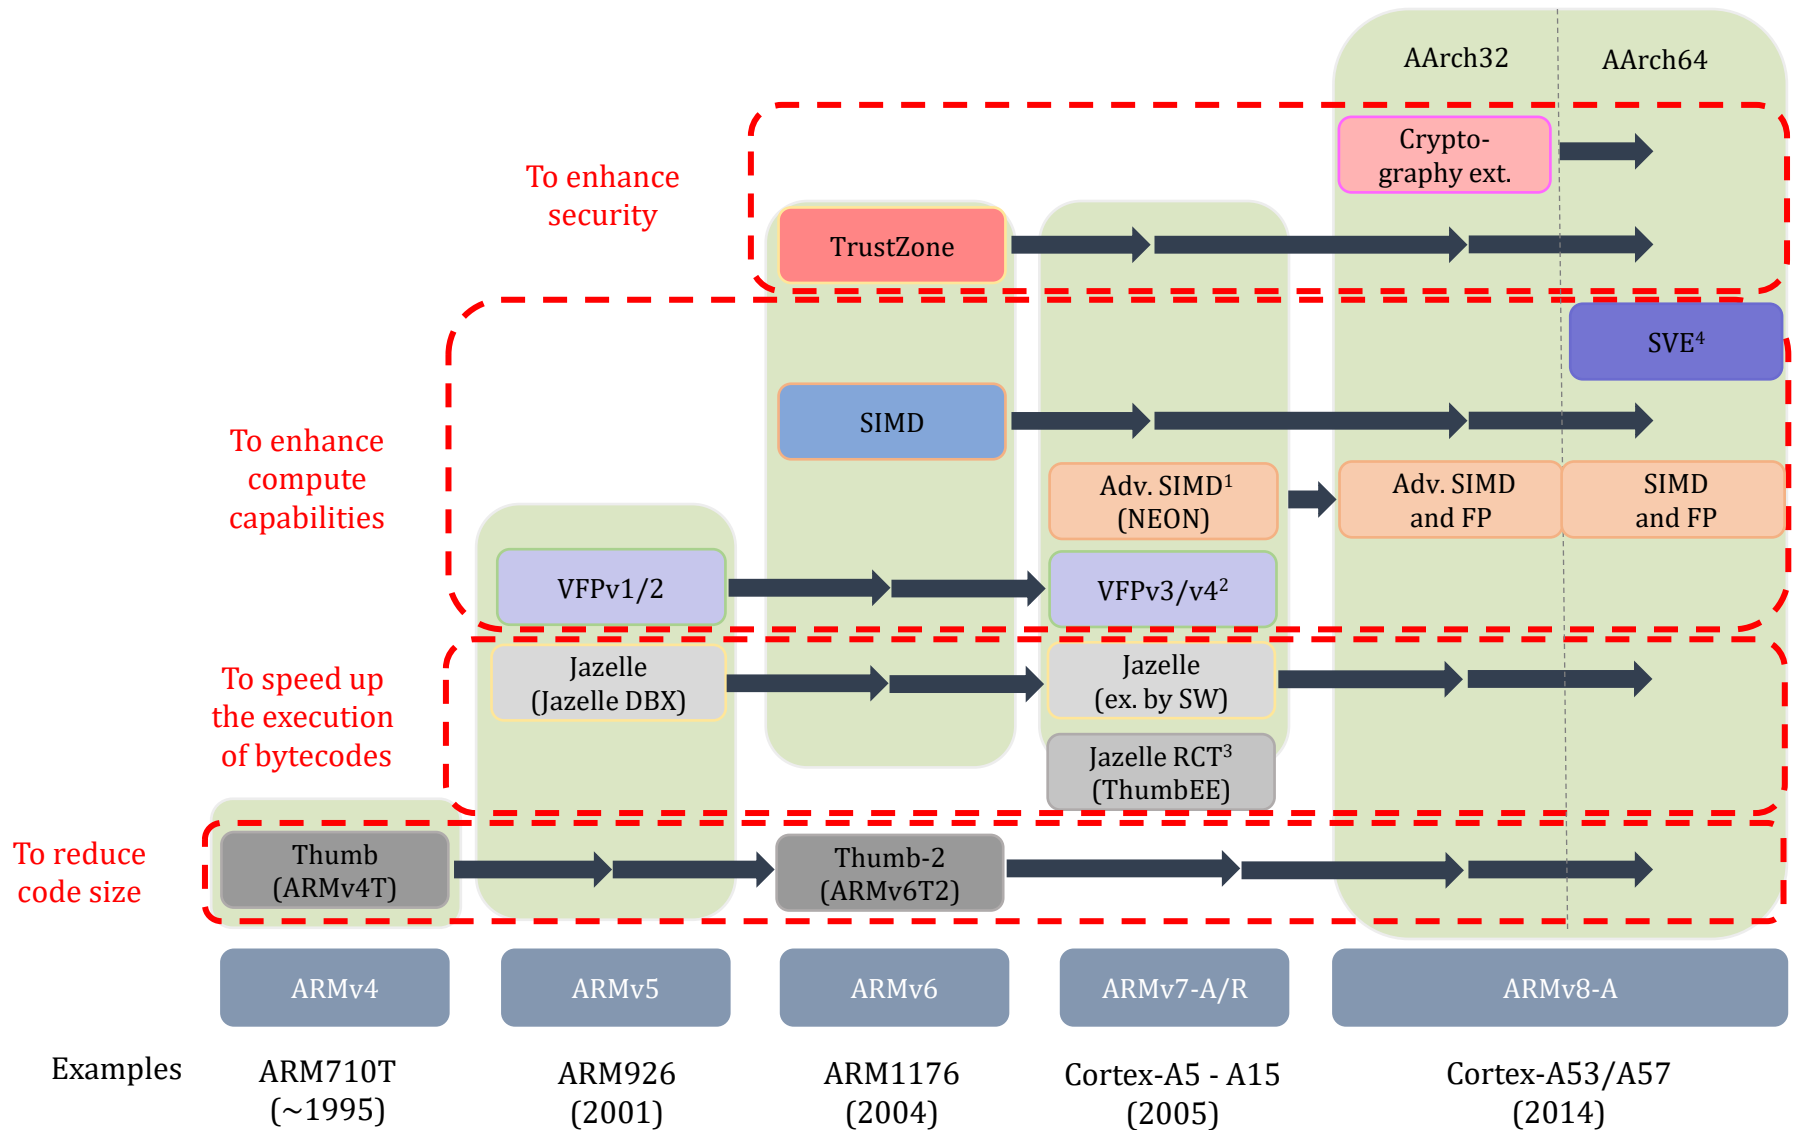 AArch32
AArch64
To enhance
security
Crypto-
graphy ext.
TrustZone
To enhance
compute
capabilities
SVE⁴
SIMD
Adv. SIMD¹
(NEON)
Adv. SIMD
and FP
SIMD
and FP
VFPv1/2
VFPv3/v4²
To speed up
the execution
of bytecodes
Jazelle
(Jazelle DBX)
Jazelle
(ex. by SW)
Jazelle RCT³
(ThumbEE)
To reduce
code size
Thumb
(ARMv4T)
Thumb-2
(ARMv6T2)
ARMv4
ARMv5
ARMv6
ARMv7-A/R
ARMv8-A
Examples
ARM710T
(~1995)
ARM926
(2001)
ARM1176
(2004)
Cortex-A5 - A15
(2005)
Cortex-A53/A57
(2014)